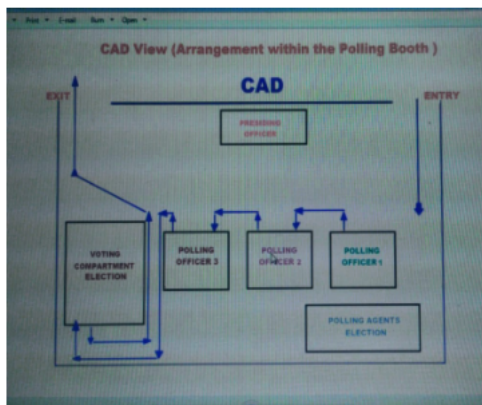 Print E-mail Burn Open
CAD View (Arrangement within the Polling Booth )
CAD
EXIT
ENTRY
PRESIDING
OFFICER
VOTING
COMPARTMENT
ELECTION
POLLING
OFFICER 3
POLLING
OFFICER 2
POLLING
OFFICER 1
POLLING AGENTS
ELECTION